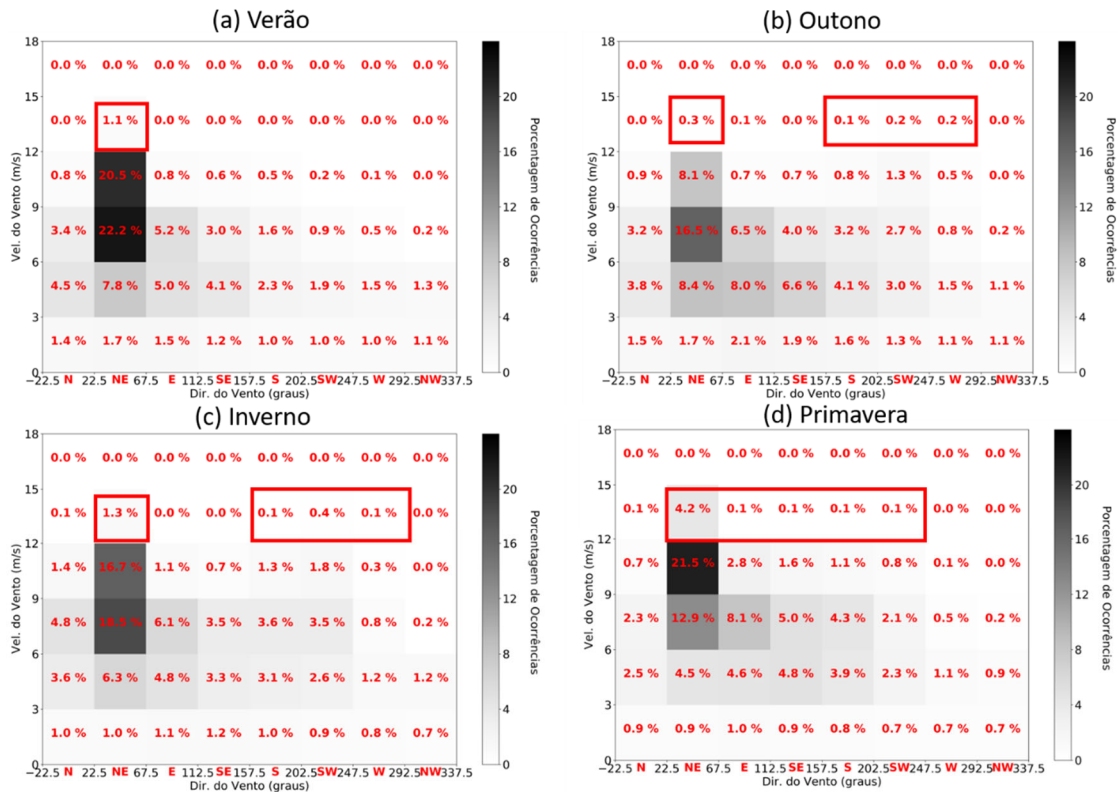 (a) Verão
18
0.0 % 0.0 % 0.0 % 0.0 % 0.0 % 0.0 % 0.0 % 0.0 %
15
0.0 % 1.1 % 0.0 % 0.0 % 0.0 % 0.0 % 0.0 % 0.0 %
12
0.8 % 20.5 % 0.8 % 0.6 % 0.5 % 0.2 % 0.1 % 0.0 %
9
3.4 % 22.2 % 5.2 % 3.0 % 1.6 % 0.9 % 0.5 % 0.2 %
6
4.5 % 7.8 % 5.0 % 4.1 % 2.3 % 1.9 % 1.5 % 1.3 %
3
1.4 % 1.7 % 1.5 % 1.2 % 1.0 % 1.0 % 1.0 % 1.1 %
0
−22.5 N 22.5 NE 67.5 E 112.5 SE 157.5 S 202.5 SW 247.5 W 292.5 NW 337.5
Dir. do Vento (graus)
Vel. do Vento (m/s)
20
16
12
8
4
0
Porcentagem de Ocorrências
(b) Outono
18
0.0 % 0.0 % 0.0 % 0.0 % 0.0 % 0.0 % 0.0 % 0.0 %
15
0.0 % 0.3 % 0.1 % 0.0 % 0.1 % 0.2 % 0.2 % 0.0 %
12
0.9 % 8.1 % 0.7 % 0.7 % 0.8 % 1.3 % 0.5 % 0.0 %
9
3.2 % 16.5 % 6.5 % 4.0 % 3.2 % 2.7 % 0.8 % 0.2 %
6
3.8 % 8.4 % 8.0 % 6.6 % 4.1 % 3.0 % 1.5 % 1.1 %
3
1.5 % 1.7 % 2.1 % 1.9 % 1.6 % 1.3 % 1.1 % 1.1 %
0
−22.5 N 22.5 NE 67.5 E 112.5 SE 157.5 S 202.5 SW 247.5 W 292.5 NW 337.5
Dir. do Vento (graus)
Vel. do Vento (m/s)
20
16
12
8
4
0
Porcentagem de Ocorrências
(c) Inverno
18
0.0 % 0.0 % 0.0 % 0.0 % 0.0 % 0.0 % 0.0 % 0.0 %
15
0.1 % 1.3 % 0.0 % 0.0 % 0.1 % 0.4 % 0.1 % 0.0 %
12
1.4 % 16.7 % 1.1 % 0.7 % 1.3 % 1.8 % 0.3 % 0.0 %
9
4.8 % 6.1 % 3.5 % 3.6 % 3.5 % 0.8 % 0.2 %
6
3.6 % 6.3 % 4.8 % 3.3 % 3.1 % 2.6 % 1.2 % 1.2 %
3
1.0 % 1.0 % 1.1 % 1.2 % 1.0 % 0.9 % 0.8 % 0.7 %
0
−22.5 N 22.5 NE 67.5 E 112.5 SE 157.5 S 202.5 SW 247.5 W 292.5 NW 337.5
Dir. do Vento (graus)
Vel. do Vento (m/s)
20
16
12
8
4
0
Porcentagem de Ocorrências
(d) Primavera
18
0.0 % 0.0 % 0.0 % 0.0 % 0.0 % 0.0 % 0.0 % 0.0 %
15
0.1 % 4.2 % 0.1 % 0.1 % 0.1 % 0.1 % 0.0 % 0.0 %
12
0.7 % 21.5 % 2.8 % 1.6 % 1.1 % 0.8 % 0.1 % 0.0 %
9
2.3 % 12.9 % 8.1 % 5.0 % 4.3 % 2.1 % 0.5 % 0.2 %
6
2.5 % 4.5 % 4.6 % 4.8 % 3.9 % 2.3 % 1.1 % 0.9 %
3
0.9 % 0.9 % 1.0 % 0.9 % 0.8 % 0.7 % 0.7 % 0.7 %
0
−22.5 N 22.5 NE 67.5 E 112.5 SE 157.5 S 202.5 SW 247.5 W 292.5 NW 337.5
Dir. do Vento (graus)
Vel. do Vento (m/s)
20
16
12
8
4
0
Porcentagem de Ocorrências